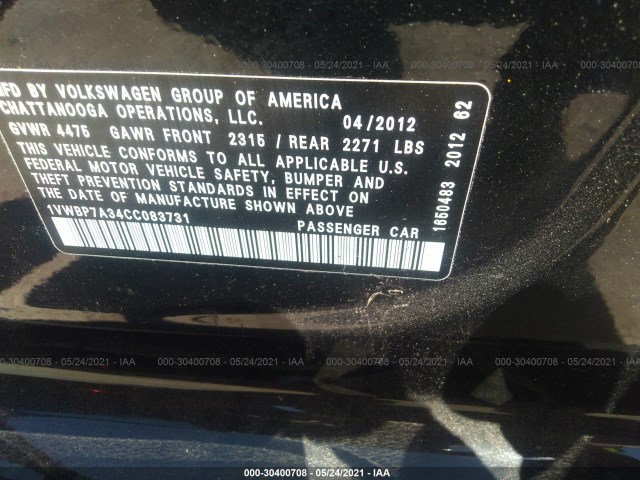 000-30400708 - 05/24/2021 - IAA
MFD BY VOLKSWAGEN GROUP OF AMERICA
CHATTANOOGA OPERATIONS, LLC. 04/2012
GVWR 4475 GAWR FRONT 2315 / REAR 2271 LBS
THIS VEHICLE CONFORMS TO ALL APPLICABLE U.S.
FEDERAL MOTOR VEHICLE SAFETY, BUMPER AND
THEFT PREVENTION STANDARDS IN EFFECT ON
THE DATE OF MANUFACTURE SHOWN ABOVE.
1VWBP7A34CC083731 PASSENGER CAR
1650483 2012 62
000-30400708 - 05/24/2021 - IAA
000-30400708 - 05/24/2021 - IAA